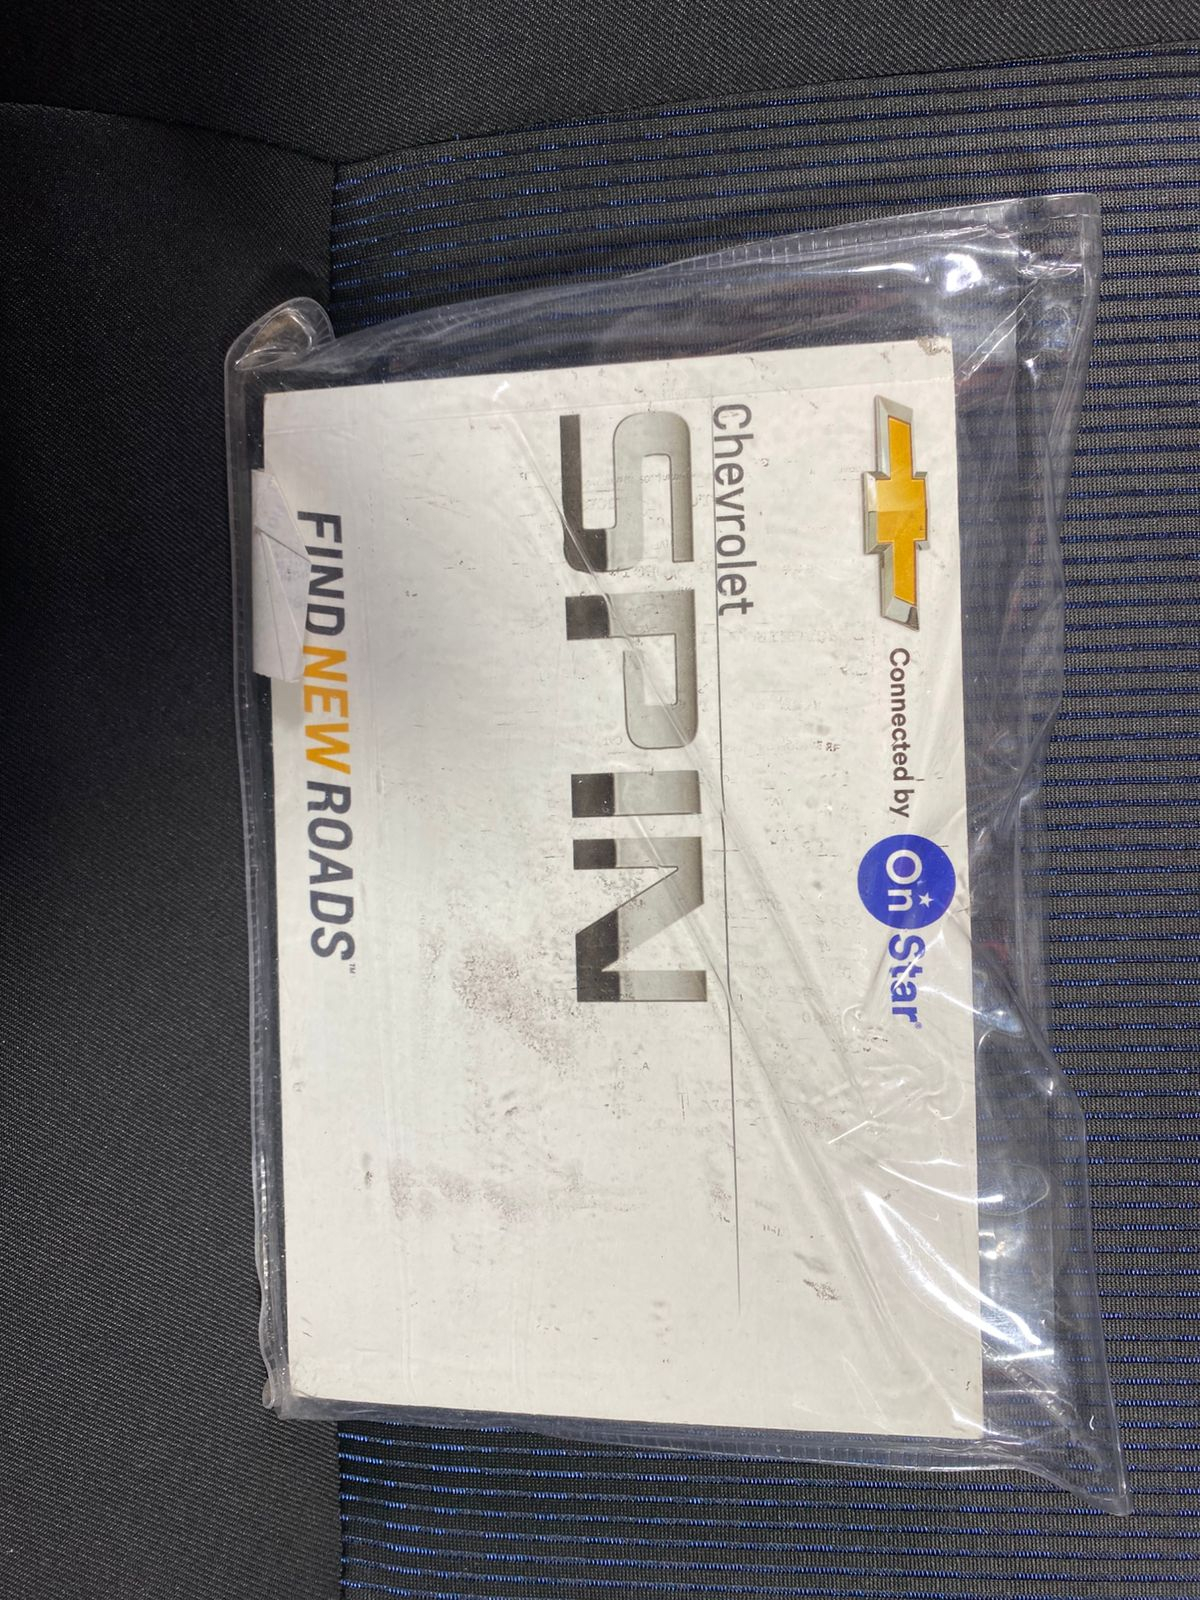 Connected by OnStar®
Chevrolet
SPIN
FIND NEW ROADS™